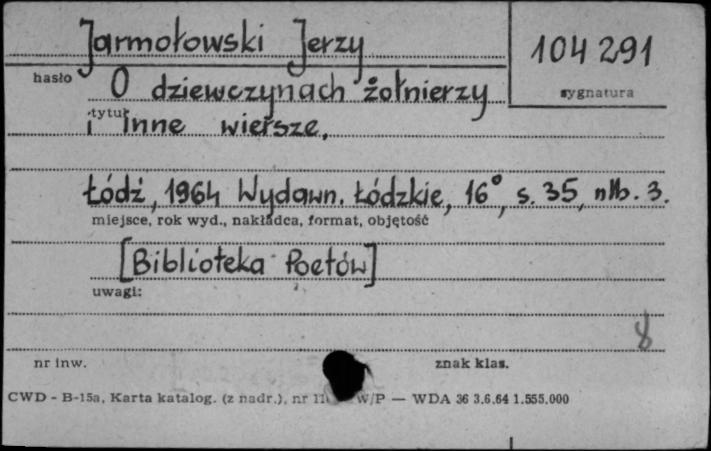 Jarmołowski Jerzy
104 291
hasło
sygnatura
O dziewczynach żołnierzy
tytuł
i inne wiersze.
Łódź, 1964 Wydawn. Łódzkie, 16°, s. 35, nlb. 3.
miejsce, rok wyd., nakładca, format, objętość
[Biblioteka Poetów]
uwagi:
8
nr inw.
znak klas.
CWD - B-15a, Karta katalog. (z nadr.), nr W/P — WDA 36 3.6.64 1.555.000